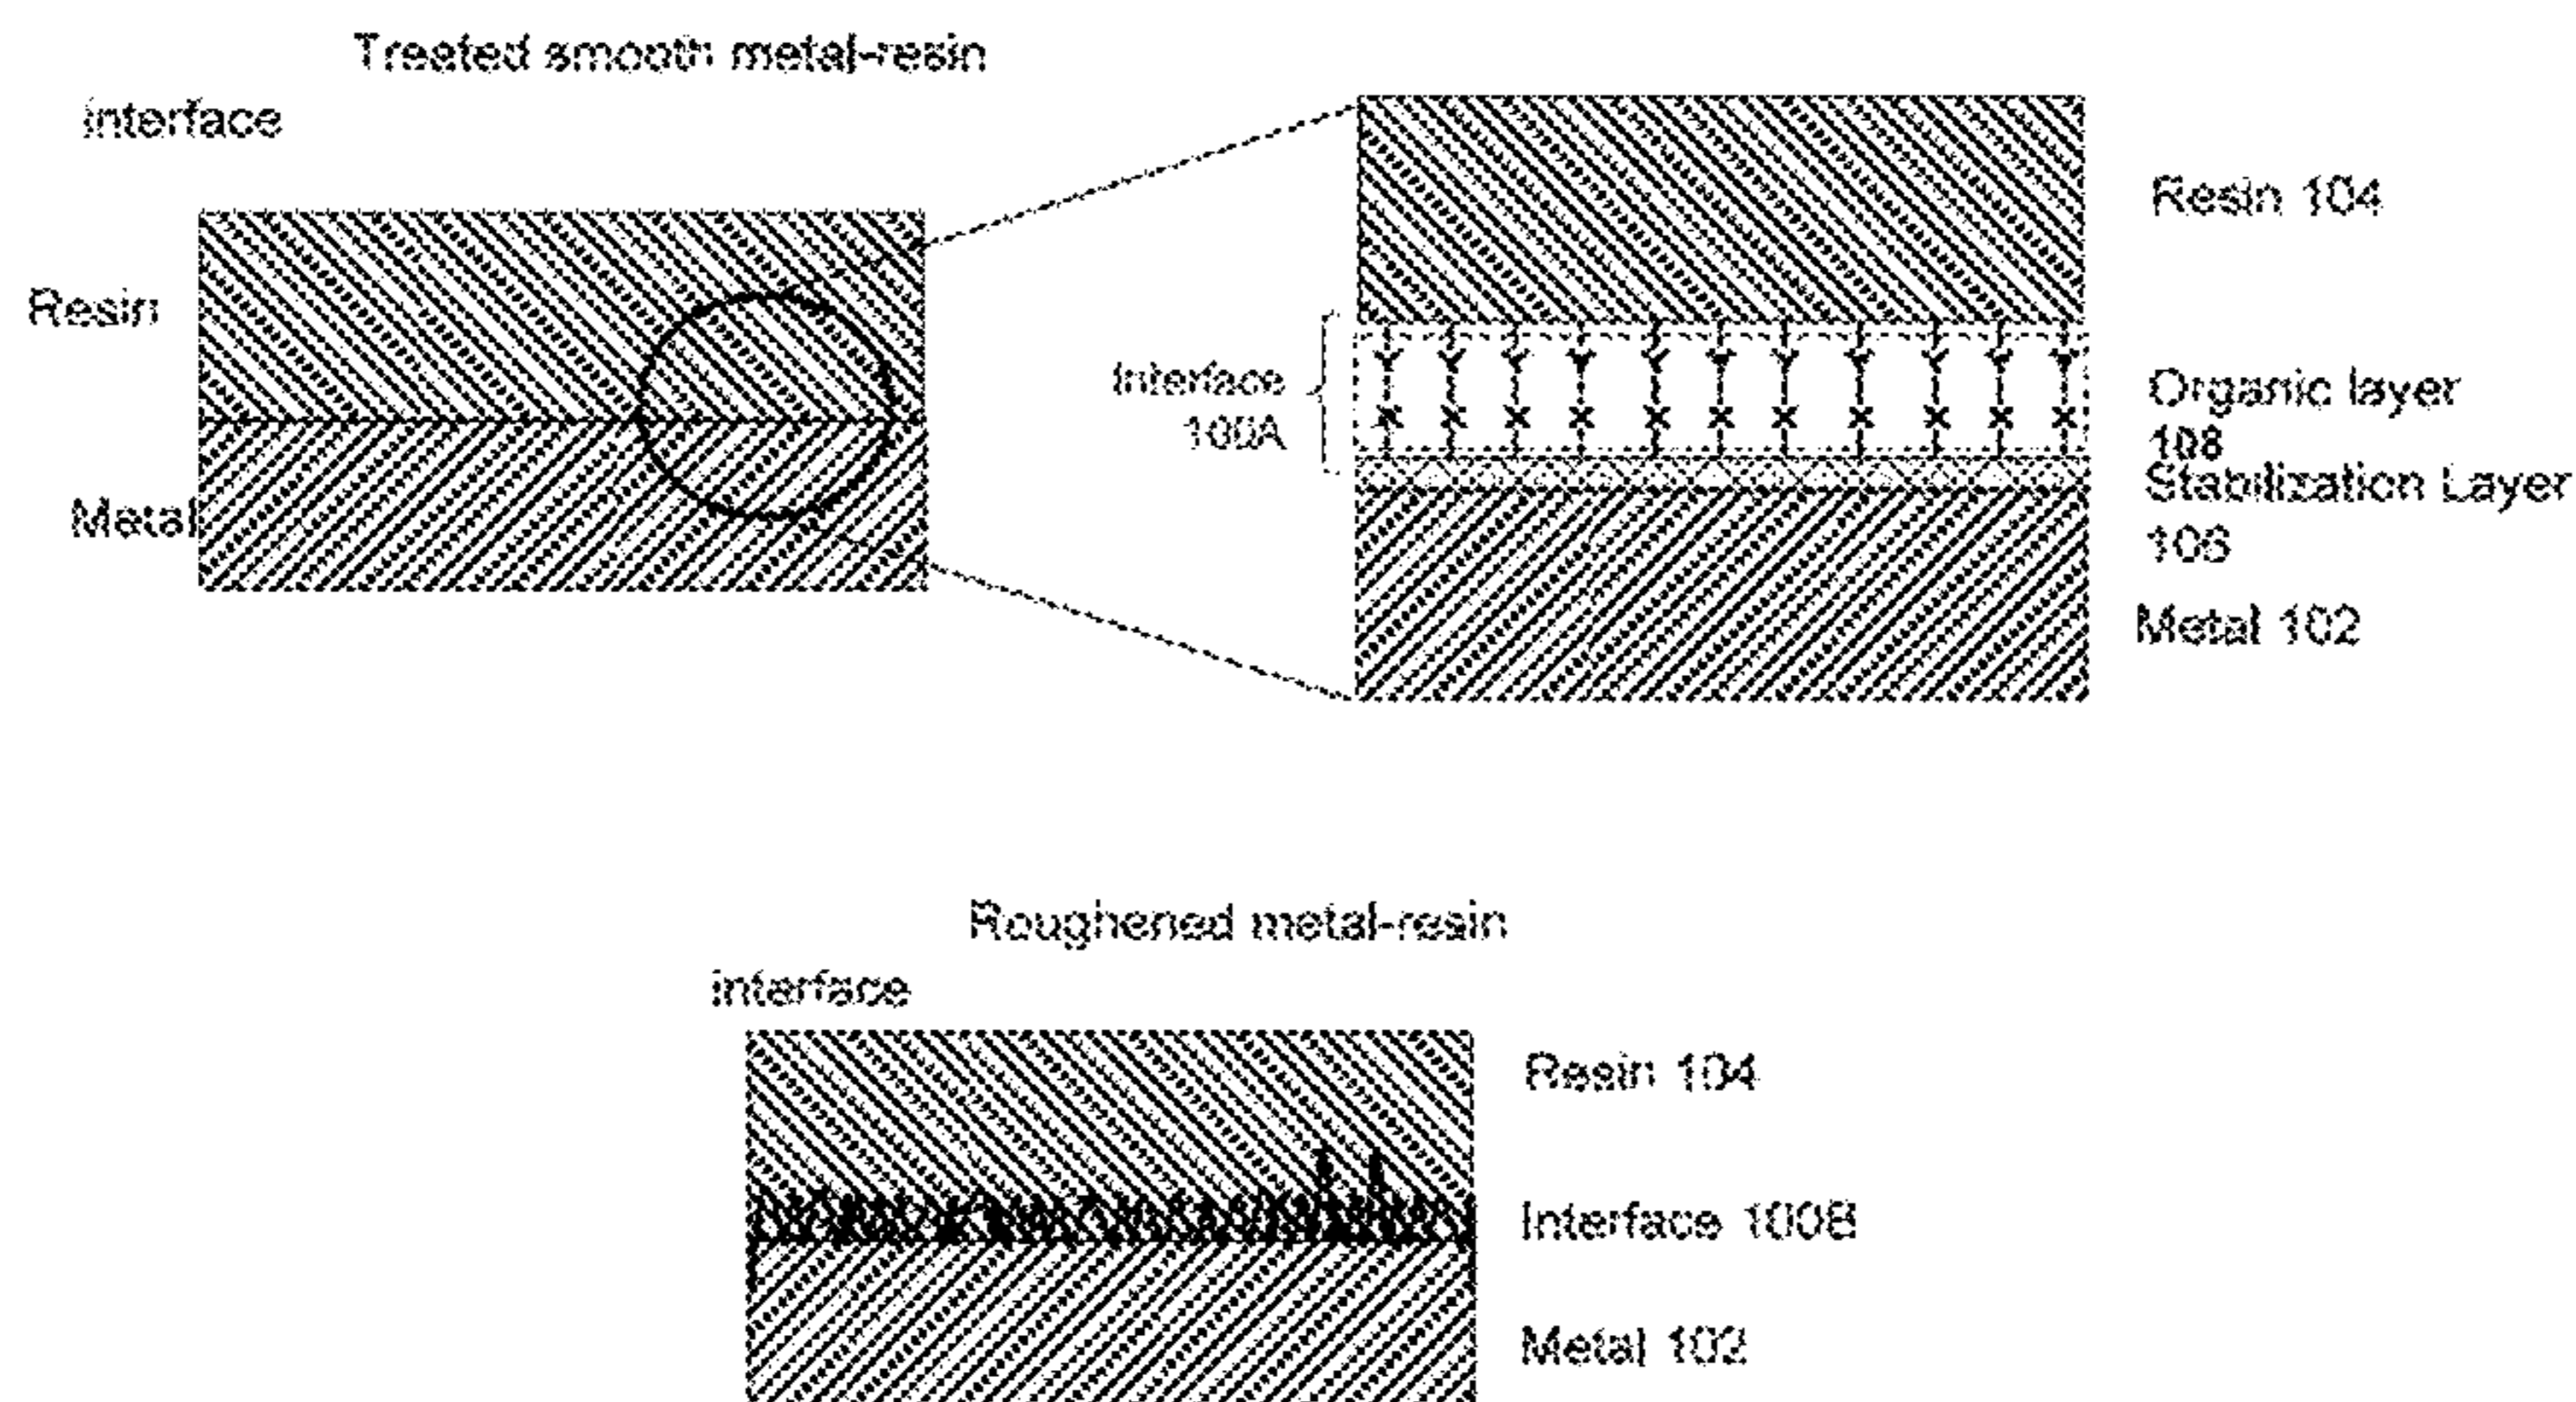 Treated smooth metal-resin
interface
Resin
Metal
Resin 104
Interface
100A
Organic layer
108
Stabilization Layer
106
Metal 102
Y Y Y Y Y Y Y Y Y Y Y
X X X X X X X X X X X
Roughened metal-resin
interface
Resin 104
Interface 100B
Metal 102